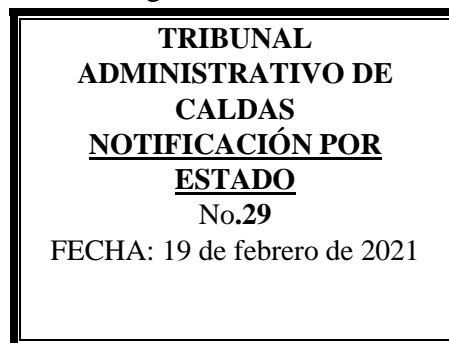 TRIBUNAL
ADMINISTRATIVO DE
CALDAS
NOTIFICACIÓN POR
ESTADO
No.29
FECHA: 19 de febrero de 2021